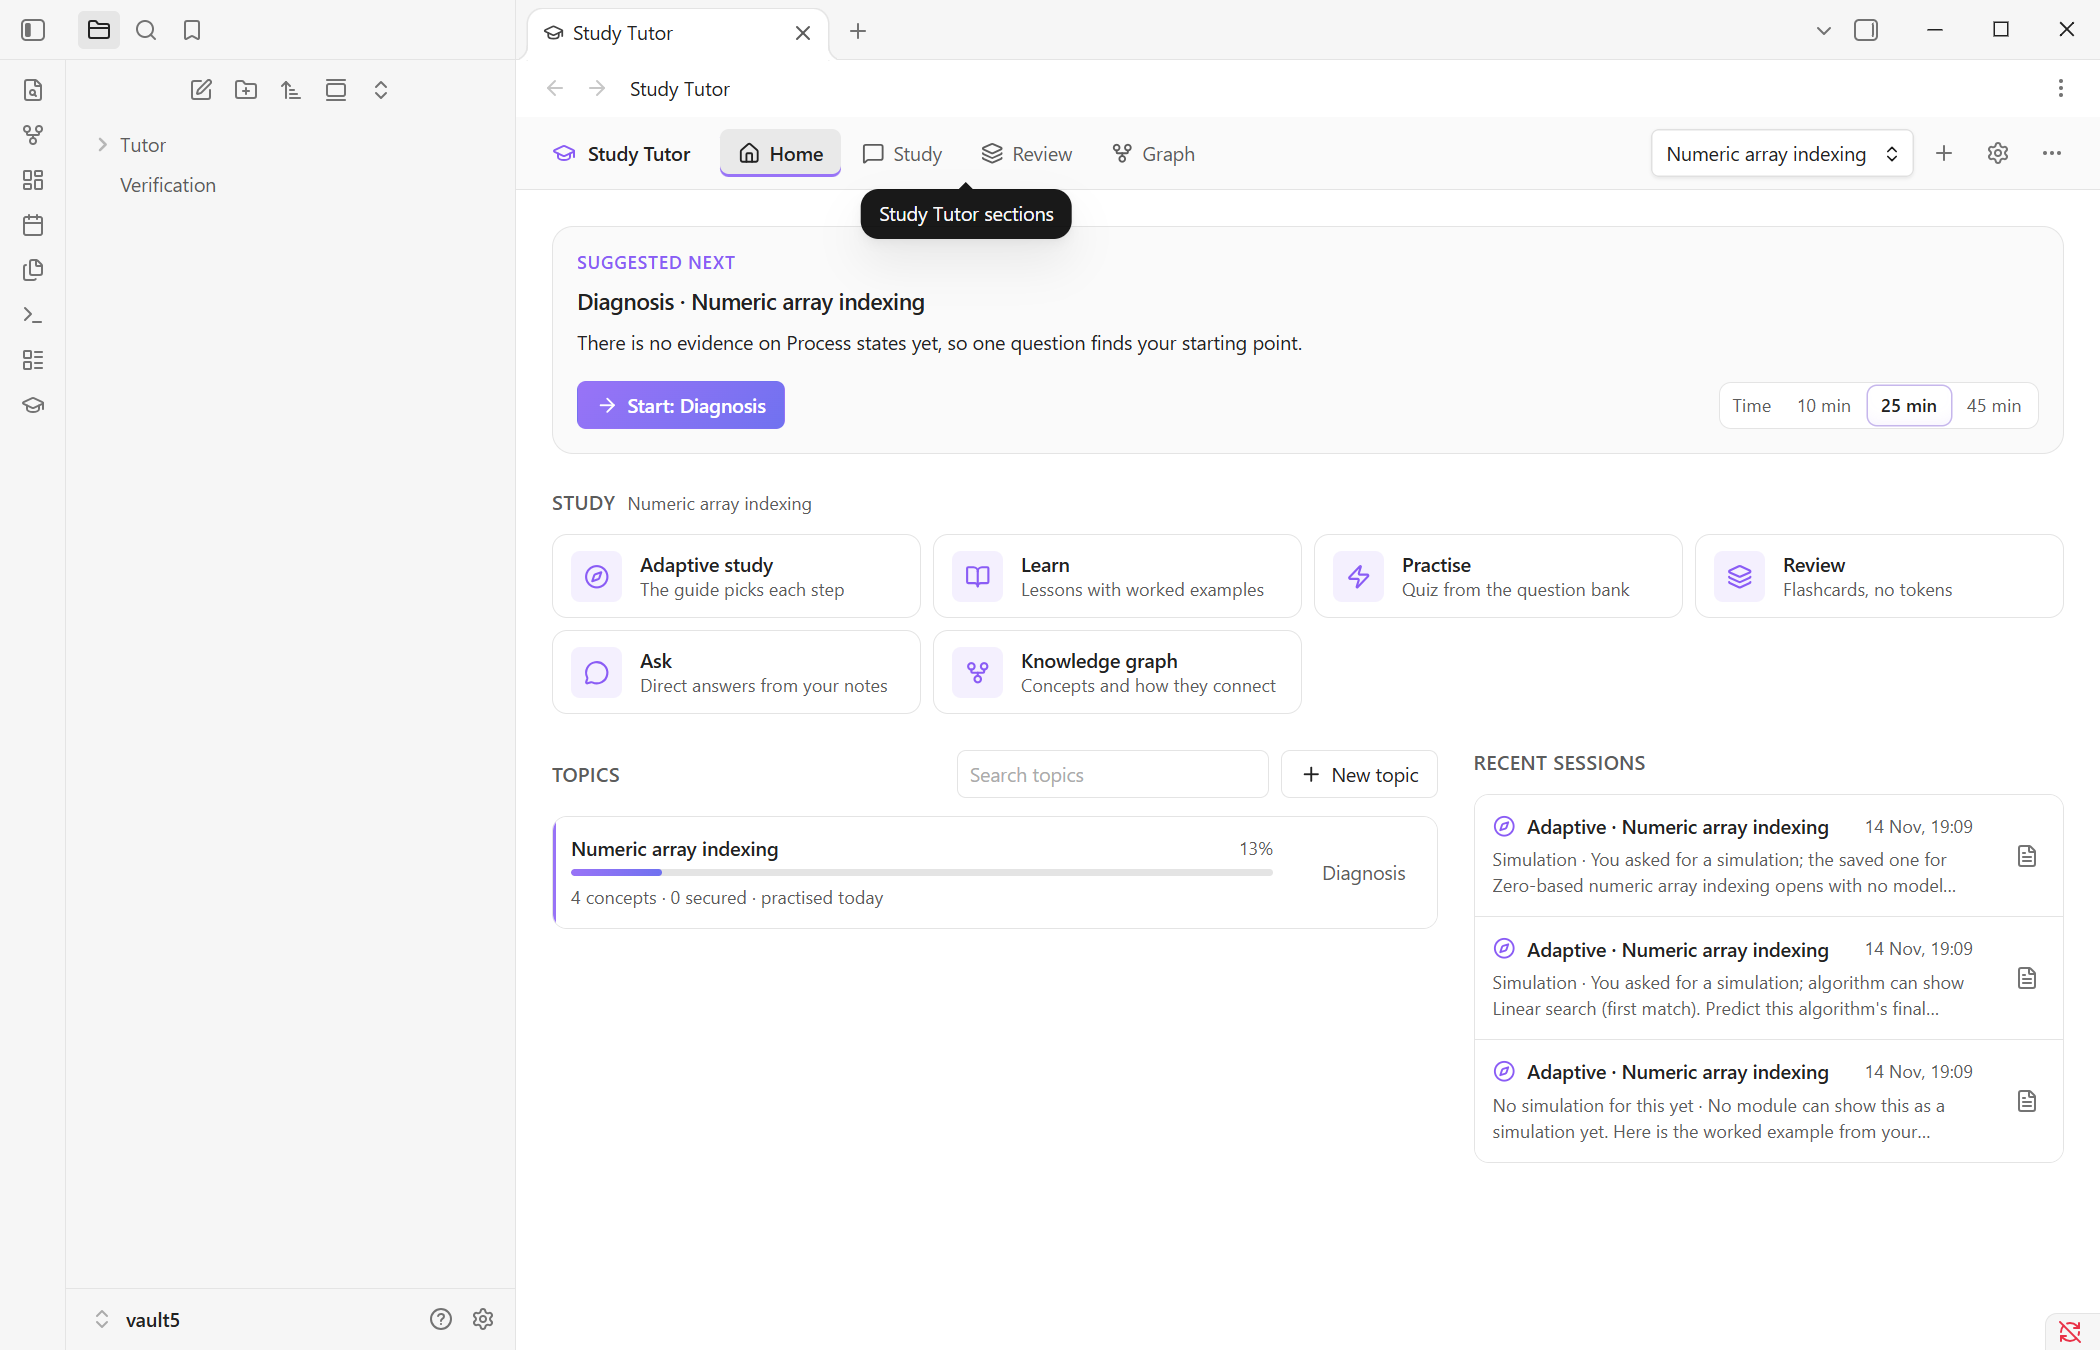 Study Tutor
Study Tutor
Tutor
Verification
Study Tutor
Home
Study
Review
Graph
Numeric array indexing
Study Tutor sections
SUGGESTED NEXT
Diagnosis · Numeric array indexing
There is no evidence on Process states yet, so one question finds your starting point.
Start: Diagnosis
Time
10 min
25 min
45 min
STUDY Numeric array indexing
Adaptive study
The guide picks each step
Learn
Lessons with worked examples
Practise
Quiz from the question bank
Review
Flashcards, no tokens
Ask
Direct answers from your notes
Knowledge graph
Concepts and how they connect
TOPICS
Search topics
New topic
Numeric array indexing
13%
4 concepts · 0 secured · practised today
Diagnosis
RECENT SESSIONS
Adaptive · Numeric array indexing
14 Nov, 19:09
Simulation · You asked for a simulation; the saved one for
Zero-based numeric array indexing opens with no model...
Adaptive · Numeric array indexing
14 Nov, 19:09
Simulation · You asked for a simulation; algorithm can show
Linear search (first match). Predict this algorithm's final...
Adaptive · Numeric array indexing
14 Nov, 19:09
No simulation for this yet · No module can show this as a
simulation yet. Here is the worked example from your...
vault5